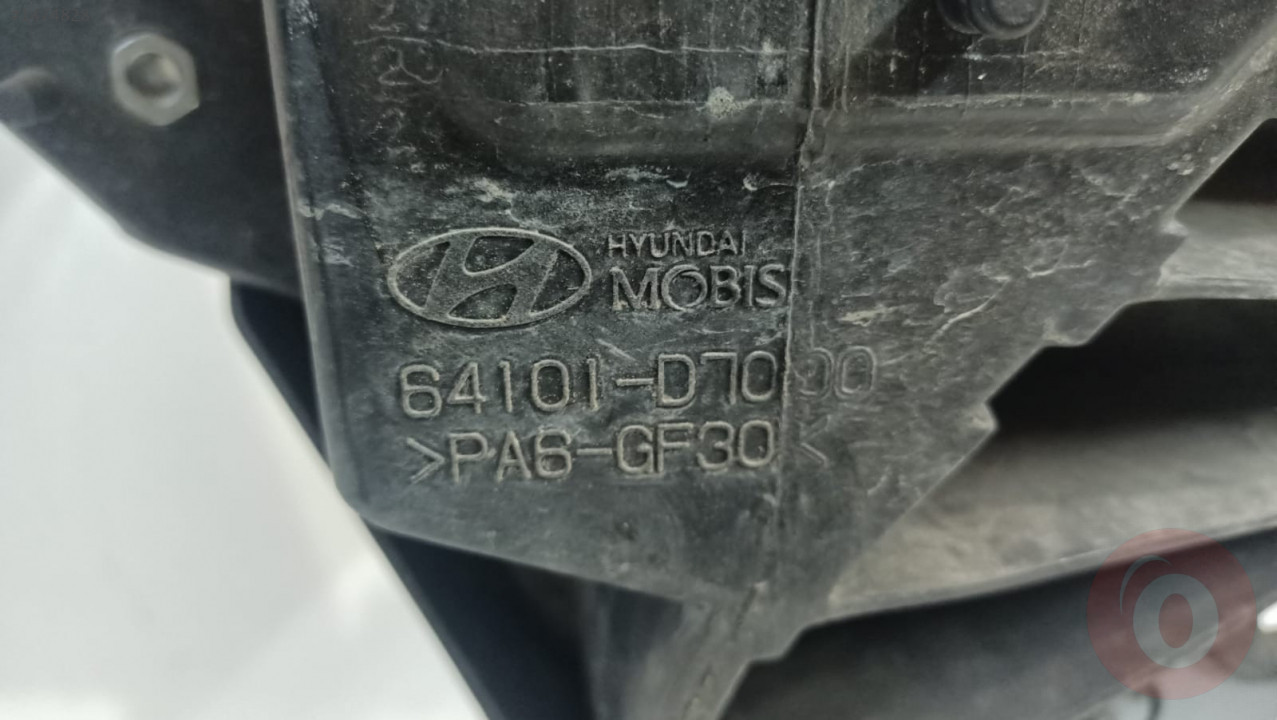 HYUNDAI
MOBIS
64101-D7000
>PA6-GF30<